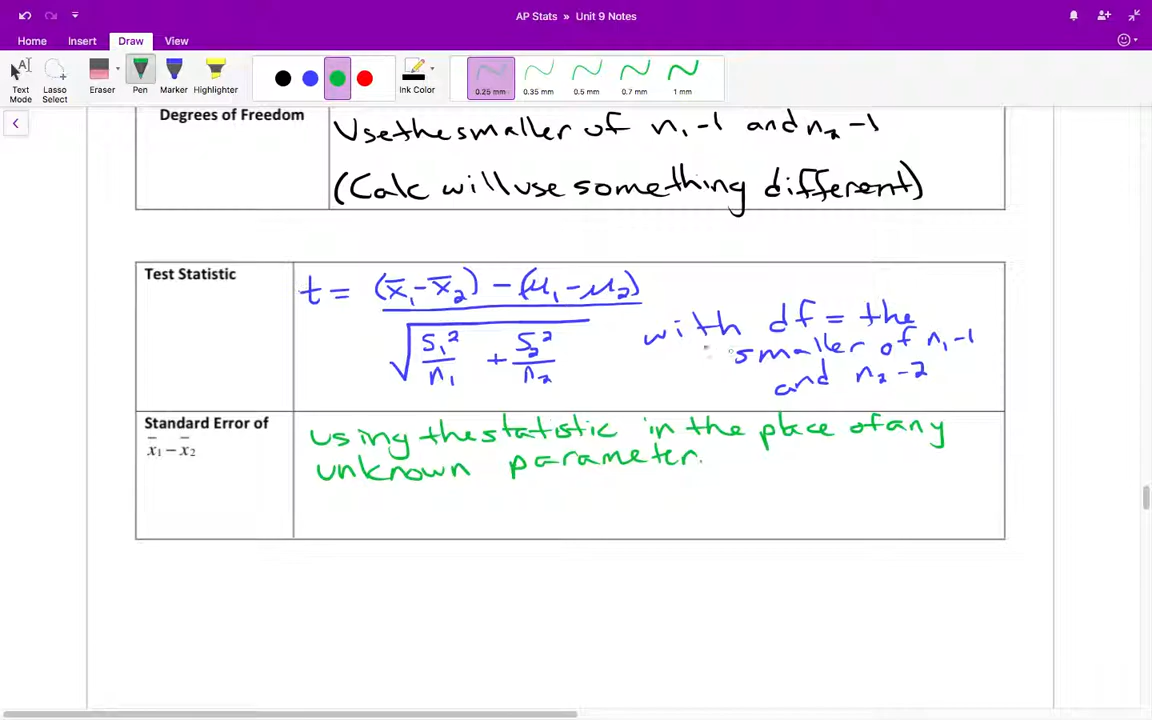 AP Stats » Unit 9 Notes
Home Insert Draw View
Text Mode
Lasso Select
Eraser
Pen
Marker
Highlighter
Ink Color
0.25 mm
0.35 mm
0.5 mm
0.7 mm
1 mm
Degrees of Freedom
Use the smaller of n₁-1 and n₂-1
(Calc will use something different)
Test Statistic
t = (x̄₁-x̄₂) - (μ₁-μ₂) / √(S₁²/n₁ + S₂²/n₂)
with df = the
smaller of n₁-1
and n₂-2
Standard Error of
x̄₁ – x̄₂
using the statistic in the place of any
unknown parameter.